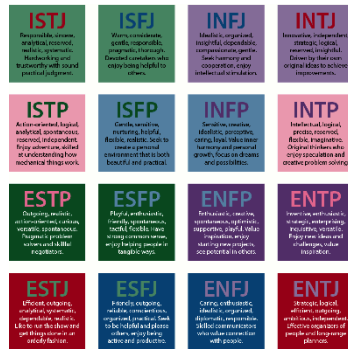 ISTJ
Responsible, sincere,
analytical, reserved,
realistic, systematic.
Hardworking and
trustworthy with sound
practical judgment.
ISFJ
Warm, considerate,
gentle, responsible,
pragmatic, thorough.
Devoted caretakers who
enjoy being helpful to
others.
INFJ
Idealistic, organized,
insightful, dependable,
compassionate, gentle.
Seek harmony and
cooperation, enjoy
intellectual stimulation.
INTJ
Innovative, independent,
strategic, logical,
reserved, insightful.
Driven by their own
original ideas to achieve
improvements.
ISTP
Action-oriented, logical,
analytical, spontaneous,
reserved, independent.
Enjoy adventure, skilled
at understanding how
mechanical things work.
ISFP
Gentle, sensitive,
nurturing, helpful,
flexible, realistic. Seek to
create a personal
environment that is both
beautiful and practical.
INFP
Sensitive, creative,
idealistic, perceptive,
caring, loyal. Value inner
harmony and personal
growth, focus on dreams
and possibilities.
INTP
Intellectual, logical,
precise, reserved,
flexible, imaginative.
Original thinkers who
enjoy speculation and
creative problem solving.
ESTP
Outgoing, realistic,
action-oriented, curious,
versatile, spontaneous.
Pragmatic problem
solvers and skillful
negotiators.
ESFP
Playful, enthusiastic,
friendly, spontaneous,
tactful, flexible. Have
strong common sense,
enjoy helping people in
tangible ways.
ENFP
Enthusiastic, creative,
spontaneous, optimistic,
supportive, playful. Value
inspiration, enjoy
starting new projects,
see potential in others.
ENTP
Inventive, enthusiastic,
strategic, enterprising,
inquisitive, versatile.
Enjoy new ideas and
challenges, value
inspiration.
ESTJ
Efficient, outgoing,
analytical, systematic,
dependable, realistic.
Like to run the show and
get things done in an
orderly fashion.
ESFJ
Friendly, outgoing,
reliable, conscientious,
organized, practical. Seek
to be helpful and please
others, enjoy being
active and productive.
ENFJ
Caring, enthusiastic,
idealistic, organized,
diplomatic, responsible.
Skilled communicators
who value connection
with people.
ENTJ
Strategic, logical,
efficient, outgoing,
ambitious, independent.
Effective organizers of
people and long-range
planners.